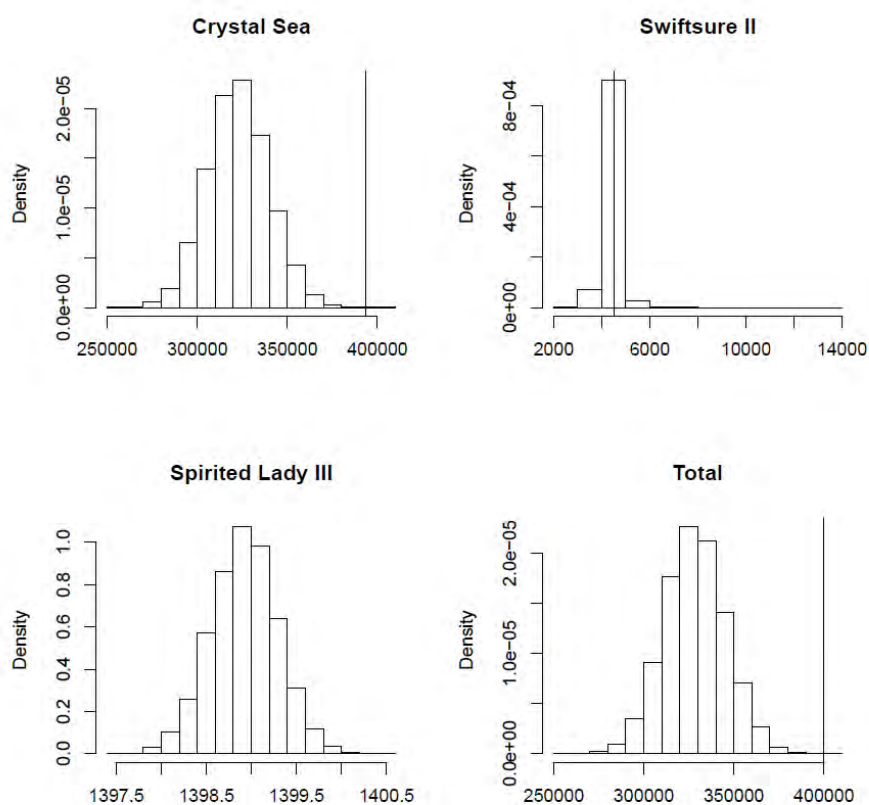 Crystal Sea
Density
0.0e+00 1.0e−05 2.0e−05
250000 300000 350000 400000
Swiftsure II
Density
0e+00 4e−04 8e−04
2000 6000 10000 14000
Spirited Lady III
Density
0.0 0.2 0.4 0.6 0.8 1.0
1397.5 1398.5 1399.5 1400.5
Total
Density
0.0e+00 1.0e−05 2.0e−05
250000 300000 350000 400000